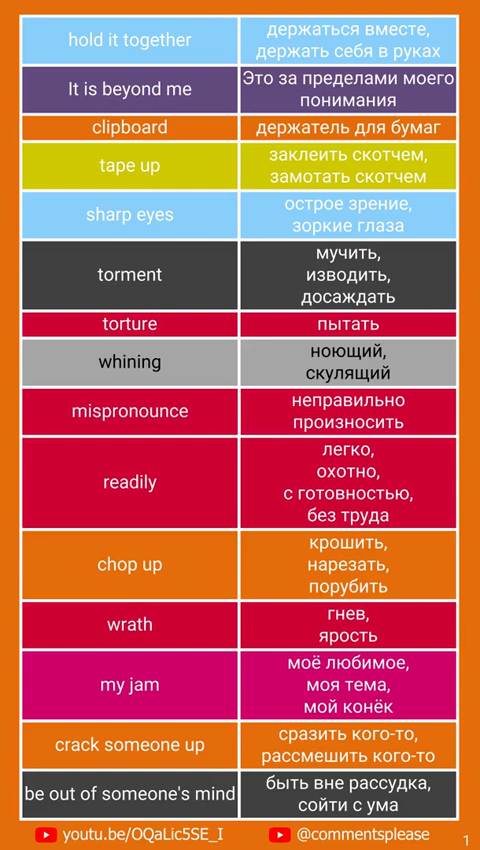 hold it together
держаться вместе,
держать себя в руках
It is beyond me
Это за пределами моего
понимания
clipboard
держатель для бумаг
tape up
заклеить скотчем,
замотать скотчем
sharp eyes
острое зрение,
зоркие глаза
torment
мучить,
изводить,
досаждать
torture
пытать
whining
ноющий,
скулящий
mispronounce
неправильно
произносить
readily
легко,
охотно,
с готовностью,
без труда
chop up
крошить,
нарезать,
порубить
wrath
гнев,
ярость
my jam
моё любимое,
моя тема,
мой конёк
crack someone up
сразить кого-то,
рассмешить кого-то
be out of someone's mind
быть вне рассудка,
сойти с ума
youtu.be/OQaLic5SE_I
@commentsplease
1